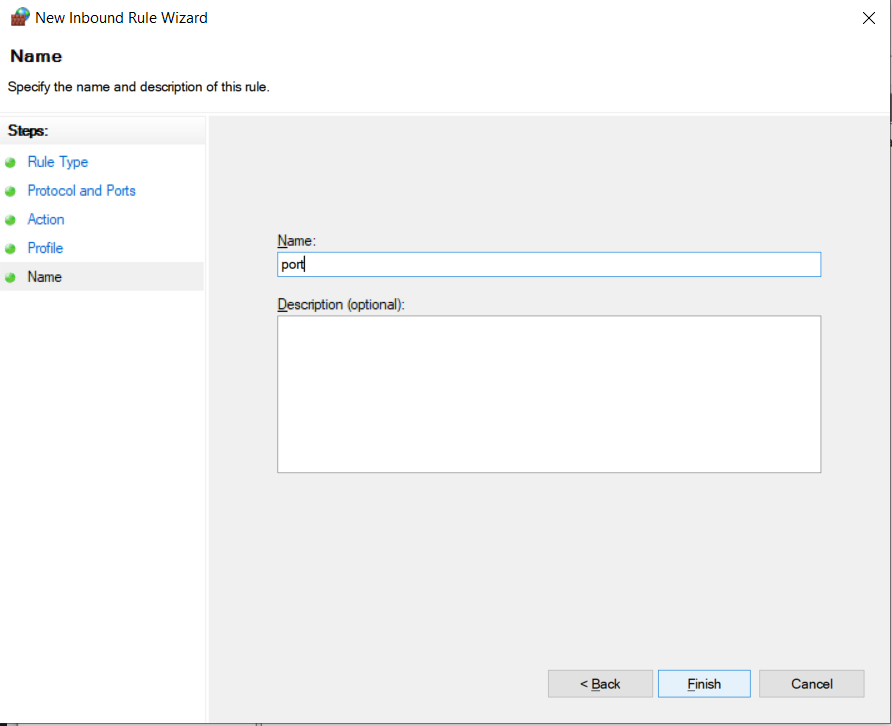 New Inbound Rule Wizard
Name
Specify the name and description of this rule.
Steps:
Rule Type
Protocol and Ports
Action
Profile
Name
Name:
port
Description (optional):
< Back
Finish
Cancel